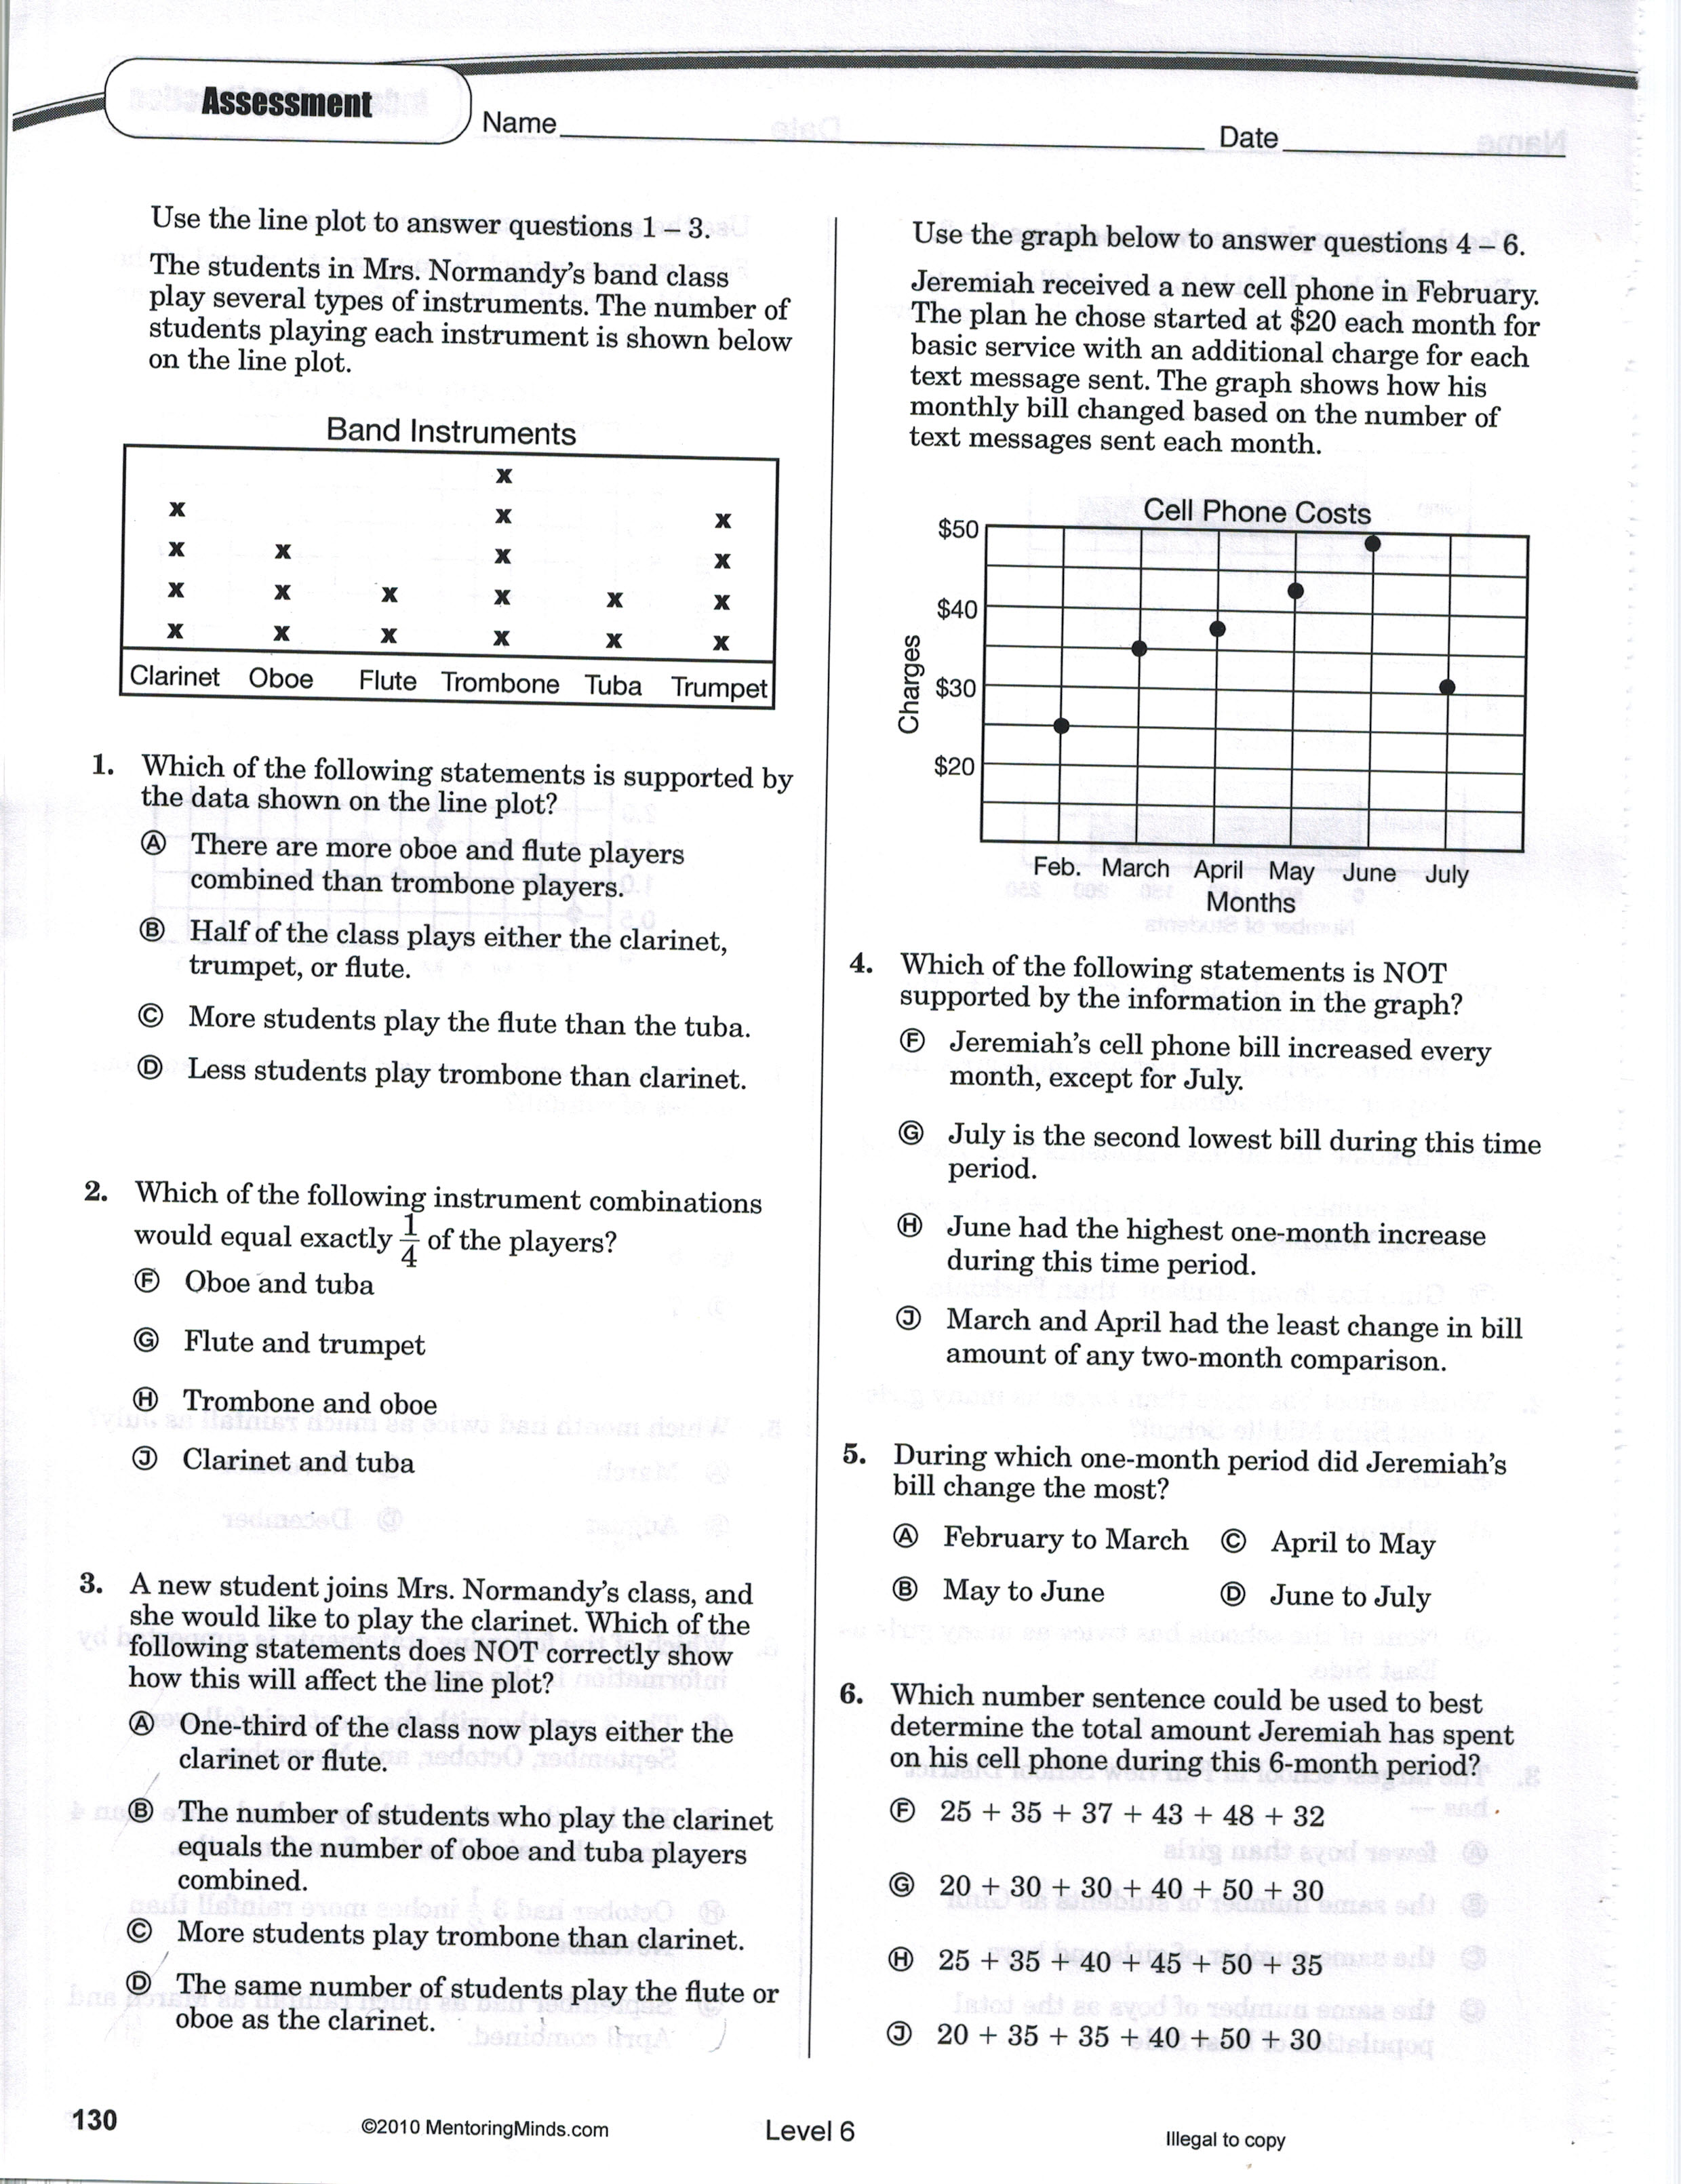 Assessment
Name
Date
Use the line plot to answer questions 1 – 3.
The students in Mrs. Normandy's band class
play several types of instruments. The number of
students playing each instrument is shown below
on the line plot.
Band Instruments
x
x x x
x x x x
x x x x x x
x x x x x x
Clarinet Oboe Flute Trombone Tuba Trumpet
1. Which of the following statements is supported by
the data shown on the line plot?
Ⓐ There are more oboe and flute players
combined than trombone players.
Ⓑ Half of the class plays either the clarinet,
trumpet, or flute.
Ⓒ More students play the flute than the tuba.
Ⓓ Less students play trombone than clarinet.
2. Which of the following instrument combinations
would equal exactly 1/4 of the players?
Ⓕ Oboe and tuba
Ⓖ Flute and trumpet
Ⓗ Trombone and oboe
Ⓙ Clarinet and tuba
3. A new student joins Mrs. Normandy's class, and
she would like to play the clarinet. Which of the
following statements does NOT correctly show
how this will affect the line plot?
Ⓐ One-third of the class now plays either the
clarinet or flute.
Ⓑ The number of students who play the clarinet
equals the number of oboe and tuba players
combined.
Ⓒ More students play trombone than clarinet.
Ⓓ The same number of students play the flute or
oboe as the clarinet.
Use the graph below to answer questions 4 – 6.
Jeremiah received a new cell phone in February.
The plan he chose started at $20 each month for
basic service with an additional charge for each
text message sent. The graph shows how his
monthly bill changed based on the number of
text messages sent each month.
Cell Phone Costs
$50
$40
$30
$20
Charges
Feb. March April May June July
Months
4. Which of the following statements is NOT
supported by the information in the graph?
Ⓕ Jeremiah's cell phone bill increased every
month, except for July.
Ⓖ July is the second lowest bill during this time
period.
Ⓗ June had the highest one-month increase
during this time period.
Ⓙ March and April had the least change in bill
amount of any two-month comparison.
5. During which one-month period did Jeremiah's
bill change the most?
Ⓐ February to March Ⓒ April to May
Ⓑ May to June Ⓓ June to July
6. Which number sentence could be used to best
determine the total amount Jeremiah has spent
on his cell phone during this 6-month period?
Ⓕ 25 + 35 + 37 + 43 + 48 + 32
Ⓖ 20 + 30 + 30 + 40 + 50 + 30
Ⓗ 25 + 35 + 40 + 45 + 50 + 35
Ⓙ 20 + 35 + 35 + 40 + 50 + 30
130
©2010 MentoringMinds.com
Level 6
Illegal to copy